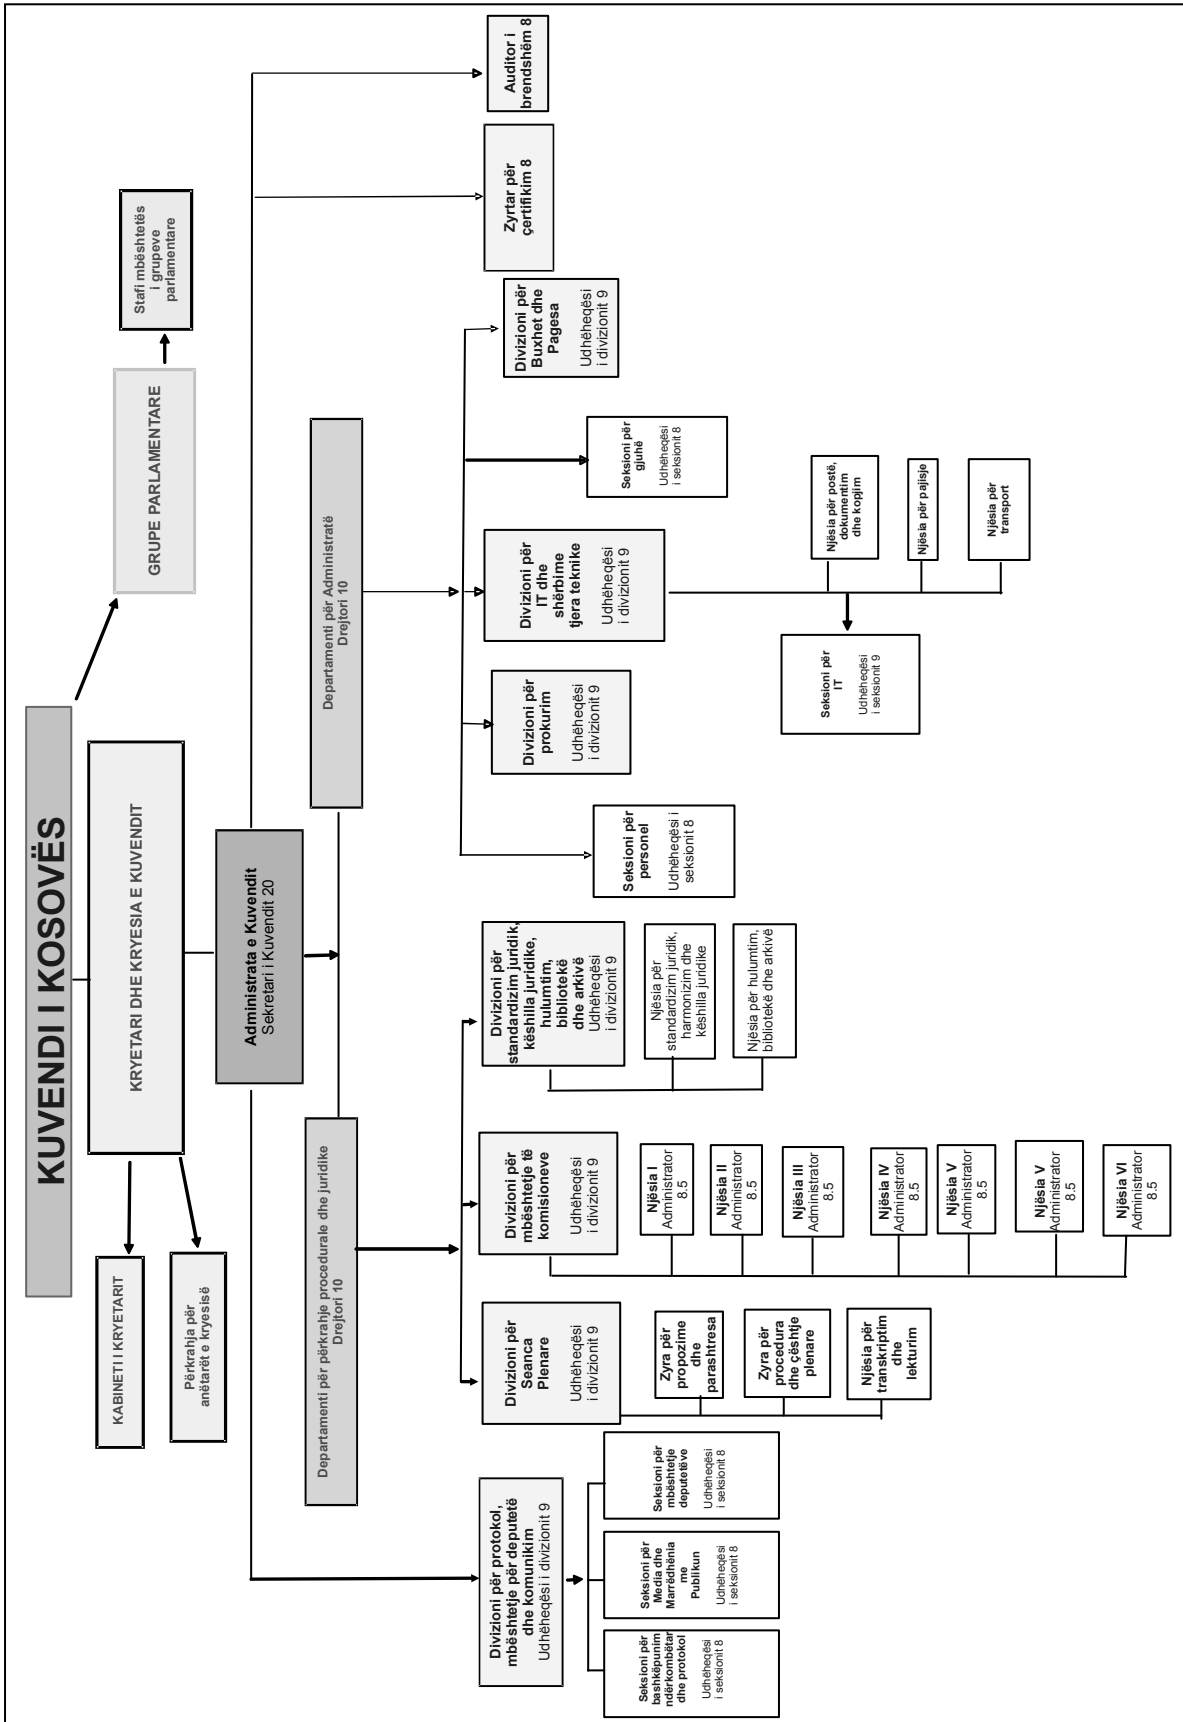 KUVENDI I KOSOVËS
GRUPE PARLAMENTARE
Stafi mbështetës
i grupeve
parlamentare
KRYETARI DHE KRYESIA E KUVENDIT
KABINETI I KRYETARIT
Përkrahja për
anëtarët e kryesisë
Administrata e Kuvendit
Sekretari i Kuvendit 20
Departamenti për përkrahje procedurale dhe juridike
Drejtori 10
Departamenti për Administratë
Drejtori 10
Divizioni për protokol,
mbështetje për deputetë
dhe komunikim
Udhëheqësi i divizionit 9
Seksioni për
bashkëpunim
ndërkombëtar
dhe protokol
Udhëheqësi
i seksionit 8
Seksioni për
Media dhe
Marrëdhënia
me
Publikun
Udhëheqësi
i seksionit 8
Seksioni për
mbështetje
deputetëve
Udhëheqësi
i seksionit 8
Divizioni për
Seanca
Plenare
Udhëheqësi
i divizionit 9
Zyra për
propozime
dhe
parashtresa
Zyra për
procedura
dhe çështje
plenare
Njësia për
transkriptim
dhe
lekturim
Divizioni për
mbështetje të
komisioneve
Udhëheqësi
i divizionit 9
Njësia I
Administrator
8.5
Njësia II
Administrator
8.5
Njësia III
Administrator
8.5
Njësia IV
Administrator
8.5
Njësia V
Administrator
8.5
Njësia V
Administrator
8.5
Njësia VI
Administrator
8.5
Divizioni për
standardizim juridik,
këshilla juridike,
hulumtim,
bibliotekë
dhe arkivë
Udhëheqësi
i divizionit 9
Njësia për
standardizim juridik,
harmonizim dhe
këshilla juridike
Njësia për hulumtim,
bibliotekë dhe arkivë
Seksioni për
personel
Udhëheqësi i
seksionit 8
Divizioni për
prokurim
Udhëheqësi
i divizionit 9
Divizioni për
IT dhe
shërbime
tjera teknike
Udhëheqësi
i divizionit 9
Seksioni për
IT
Udhëheqësi
i seksionit 9
Njësia për postë,
dokumentim
dhe kopjim
Njësia për pajisje
Njësia për
transport
Seksioni për
gjuhë
Udhëheqësi
i seksionit 8
Divizioni për
Buxhet dhe
Pagesa
Udhëheqësi
i divizionit 9
Zyrtar për
çertifikim 8
Auditor i
brendshëm 8